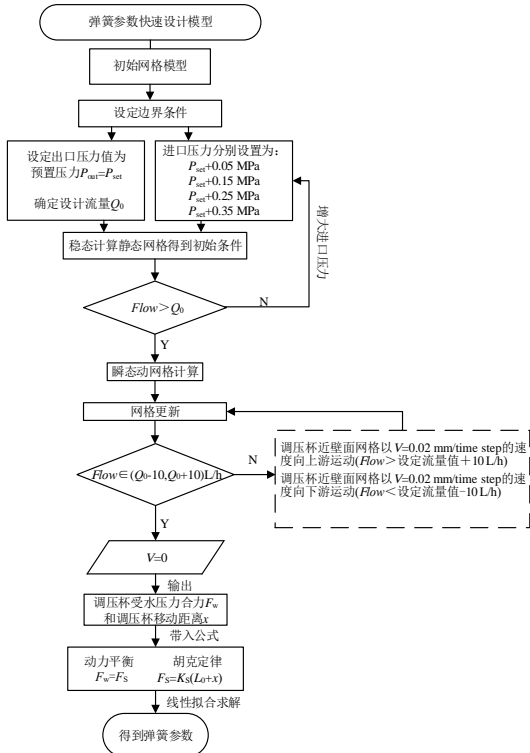 弹簧参数快速设计模型
初始网格模型
设定边界条件
设定出口压力值为
预置压力Pout=Pset
确定设计流量Q0
进口压力分别设置为：
Pset+0.05 MPa
Pset+0.15 MPa
Pset+0.25 MPa
Pset+0.35 MPa
增大进口压力
稳态计算静态网格得到初始条件
Flow＞Q0
N
Y
瞬态动网格计算
网格更新
Flow∈(Q0-10,Q0+10)L/h
N
调压杯近壁面网格以V=0.02 mm/time step的速
度向上游运动(Flow＞设定流量值＋10 L/h)
调压杯近壁面网格以V=0.02 mm/time step的速
度向下游运动(Flow＜设定流量值−10 L/h)
Y
V=0
输出
调压杯受水压力合力Fw
和调压杯移动距离x
带入公式
动力平衡
Fw=FS
胡克定律
FS=KS(L0+x)
线性拟合求解
得到弹簧参数